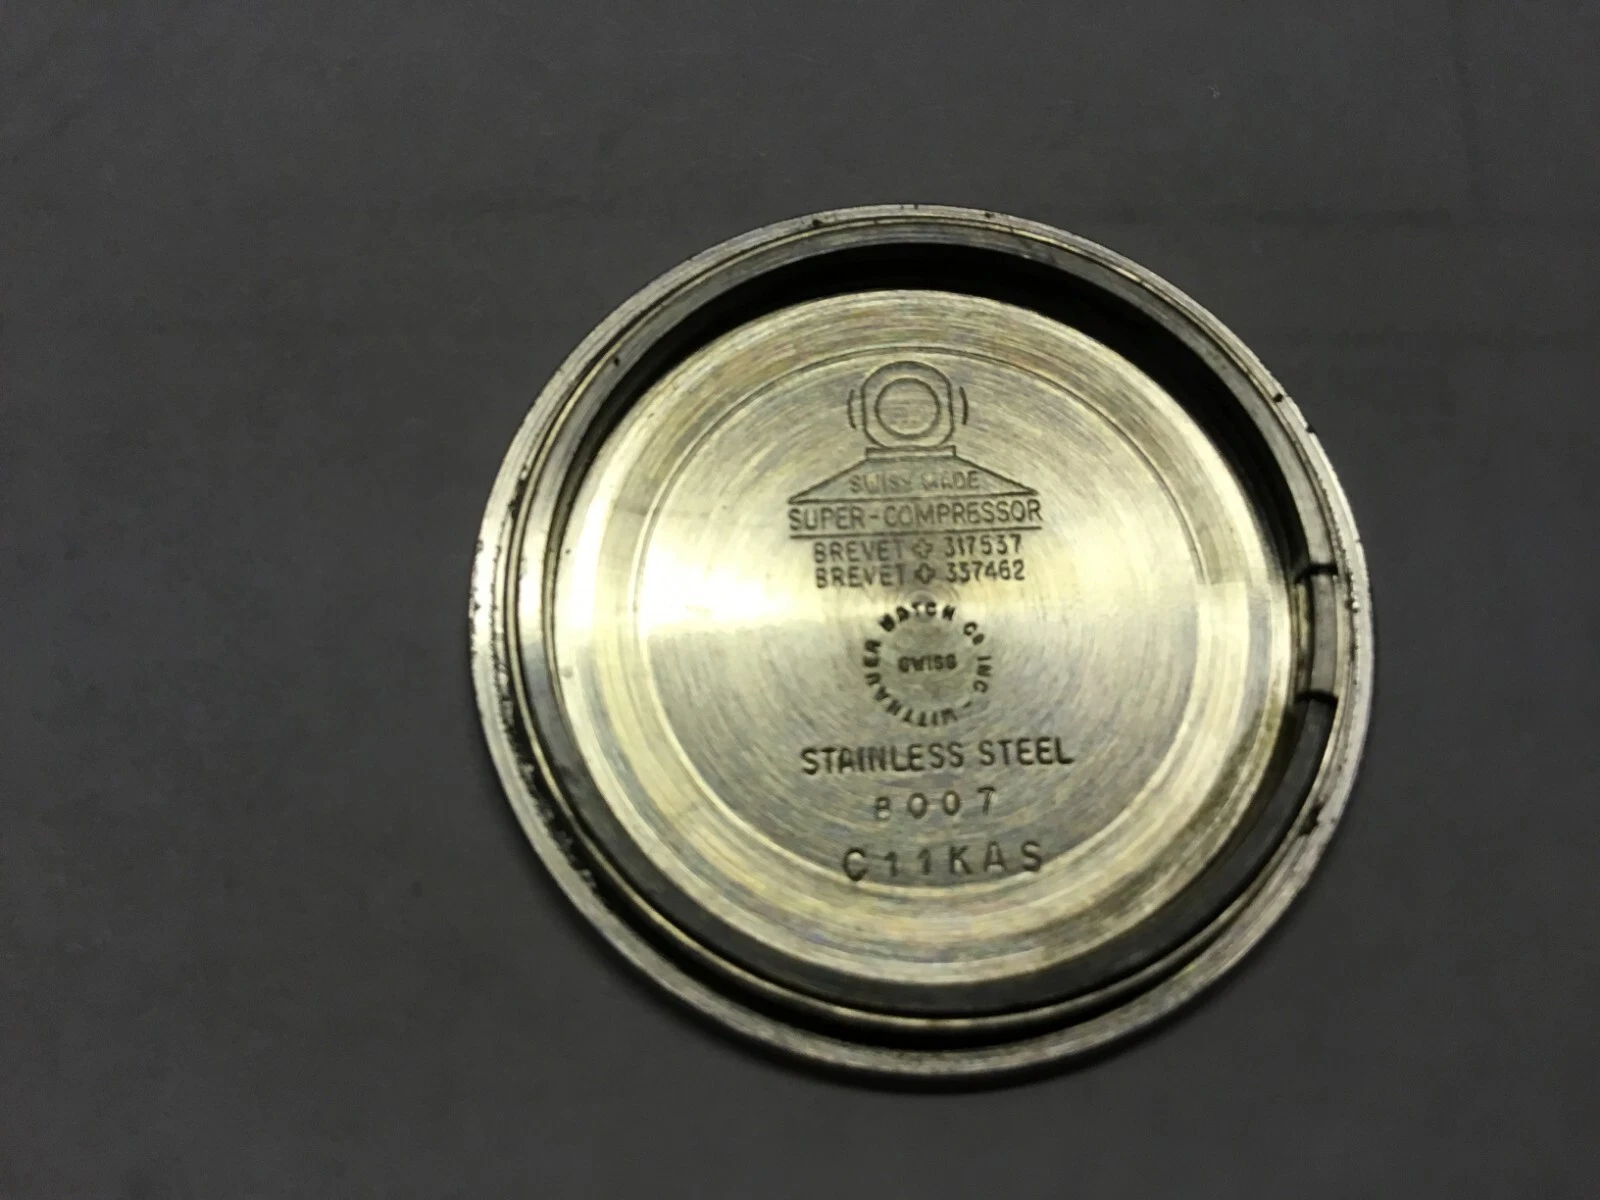 SWISS MADE
SUPER-COMPRESSOR
BREVET ✚ 317537
BREVET ✚ 337462
WITTNAUER WATCH CO INC-
SWISS
STAINLESS STEEL
8007
C11KAS